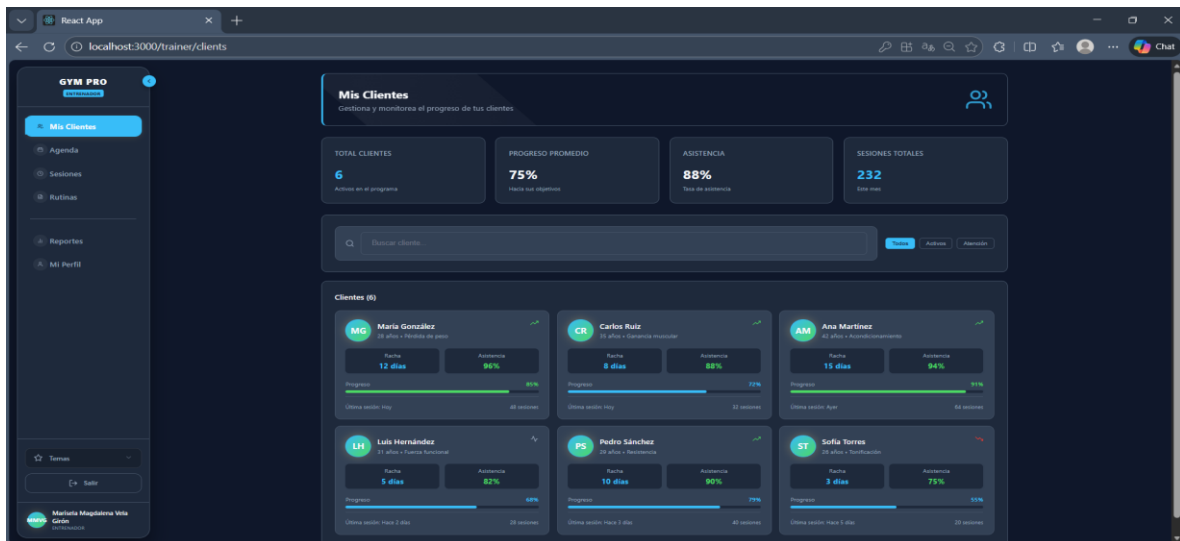 React App
localhost:3000/trainer/clients
Chat
GYM PRO
ENTRENADOR
Mis Clientes
Agenda
Sesiones
Rutinas
Reportes
Mi Perfil
Temas
Salir
MMVG
Marisela Magdalena Vela
Girón
ENTRENADOR
Mis Clientes
Gestiona y monitorea el progreso de tus clientes
TOTAL CLIENTES
6
Activos en el programa
PROGRESO PROMEDIO
75%
Hacia sus objetivos
ASISTENCIA
88%
Tasa de asistencia
SESIONES TOTALES
232
Este mes
Buscar cliente...
Todos Activos Atención
Clientes (6)
MG
María González
28 años • Pérdida de peso
Racha Asistencia
12 días 96%
Progreso 85%
Última sesión: Hoy 48 sesiones
CR
Carlos Ruiz
35 años • Ganancia muscular
Racha Asistencia
8 días 88%
Progreso 72%
Última sesión: Hoy 32 sesiones
AM
Ana Martínez
42 años • Acondicionamiento
Racha Asistencia
15 días 94%
Progreso 91%
Última sesión: Ayer 64 sesiones
LH
Luis Hernández
31 años • Fuerza funcional
Racha Asistencia
5 días 82%
Progreso 68%
Última sesión: Hace 2 días 28 sesiones
PS
Pedro Sánchez
29 años • Resistencia
Racha Asistencia
10 días 90%
Progreso 79%
Última sesión: Hace 3 días 40 sesiones
ST
Sofía Torres
26 años • Tonificación
Racha Asistencia
3 días 75%
Progreso 55%
Última sesión: Hace 5 días 20 sesiones